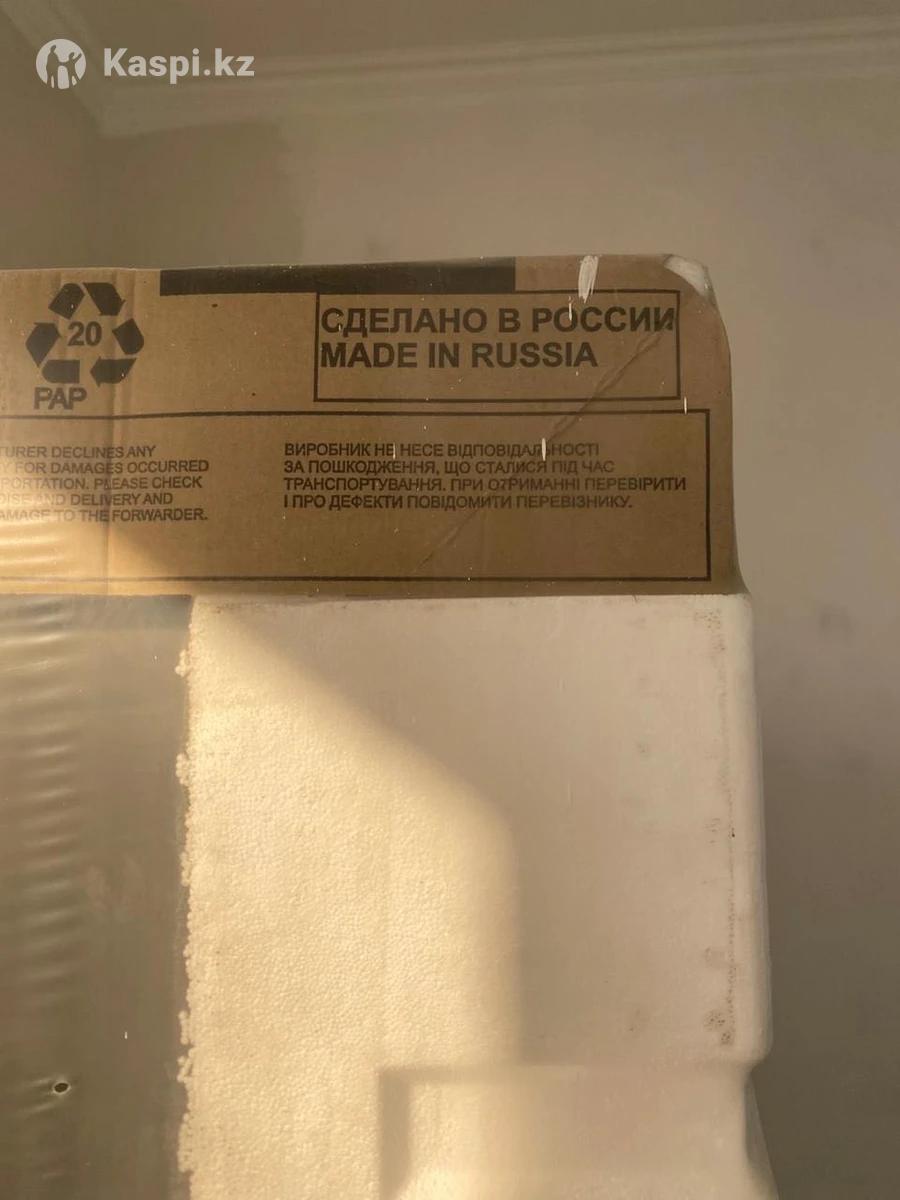 Kaspi.kz
20
PAP
СДЕЛАНО В РОССИИ
MADE IN RUSSIA
TURER DECLINES ANY
Y FOR DAMAGES OCCURRED
PORTATION. PLEASE CHECK
DISE AND DELIVERY AND
AMAGE TO THE FORWARDER.
ВИРОБНИК НЕ НЕСЕ ВІДПОВІДАЛЬНОСТІ
ЗА ПОШКОДЖЕННЯ, ЩО СТАЛИСЯ ПІД ЧАС
ТРАНСПОРТУВАННЯ. ПРИ ОТРИМАННІ ПЕРЕВІРИТИ
І ПРО ДЕФЕКТИ ПОВІДОМИТИ ПЕРЕВІЗНИКУ.